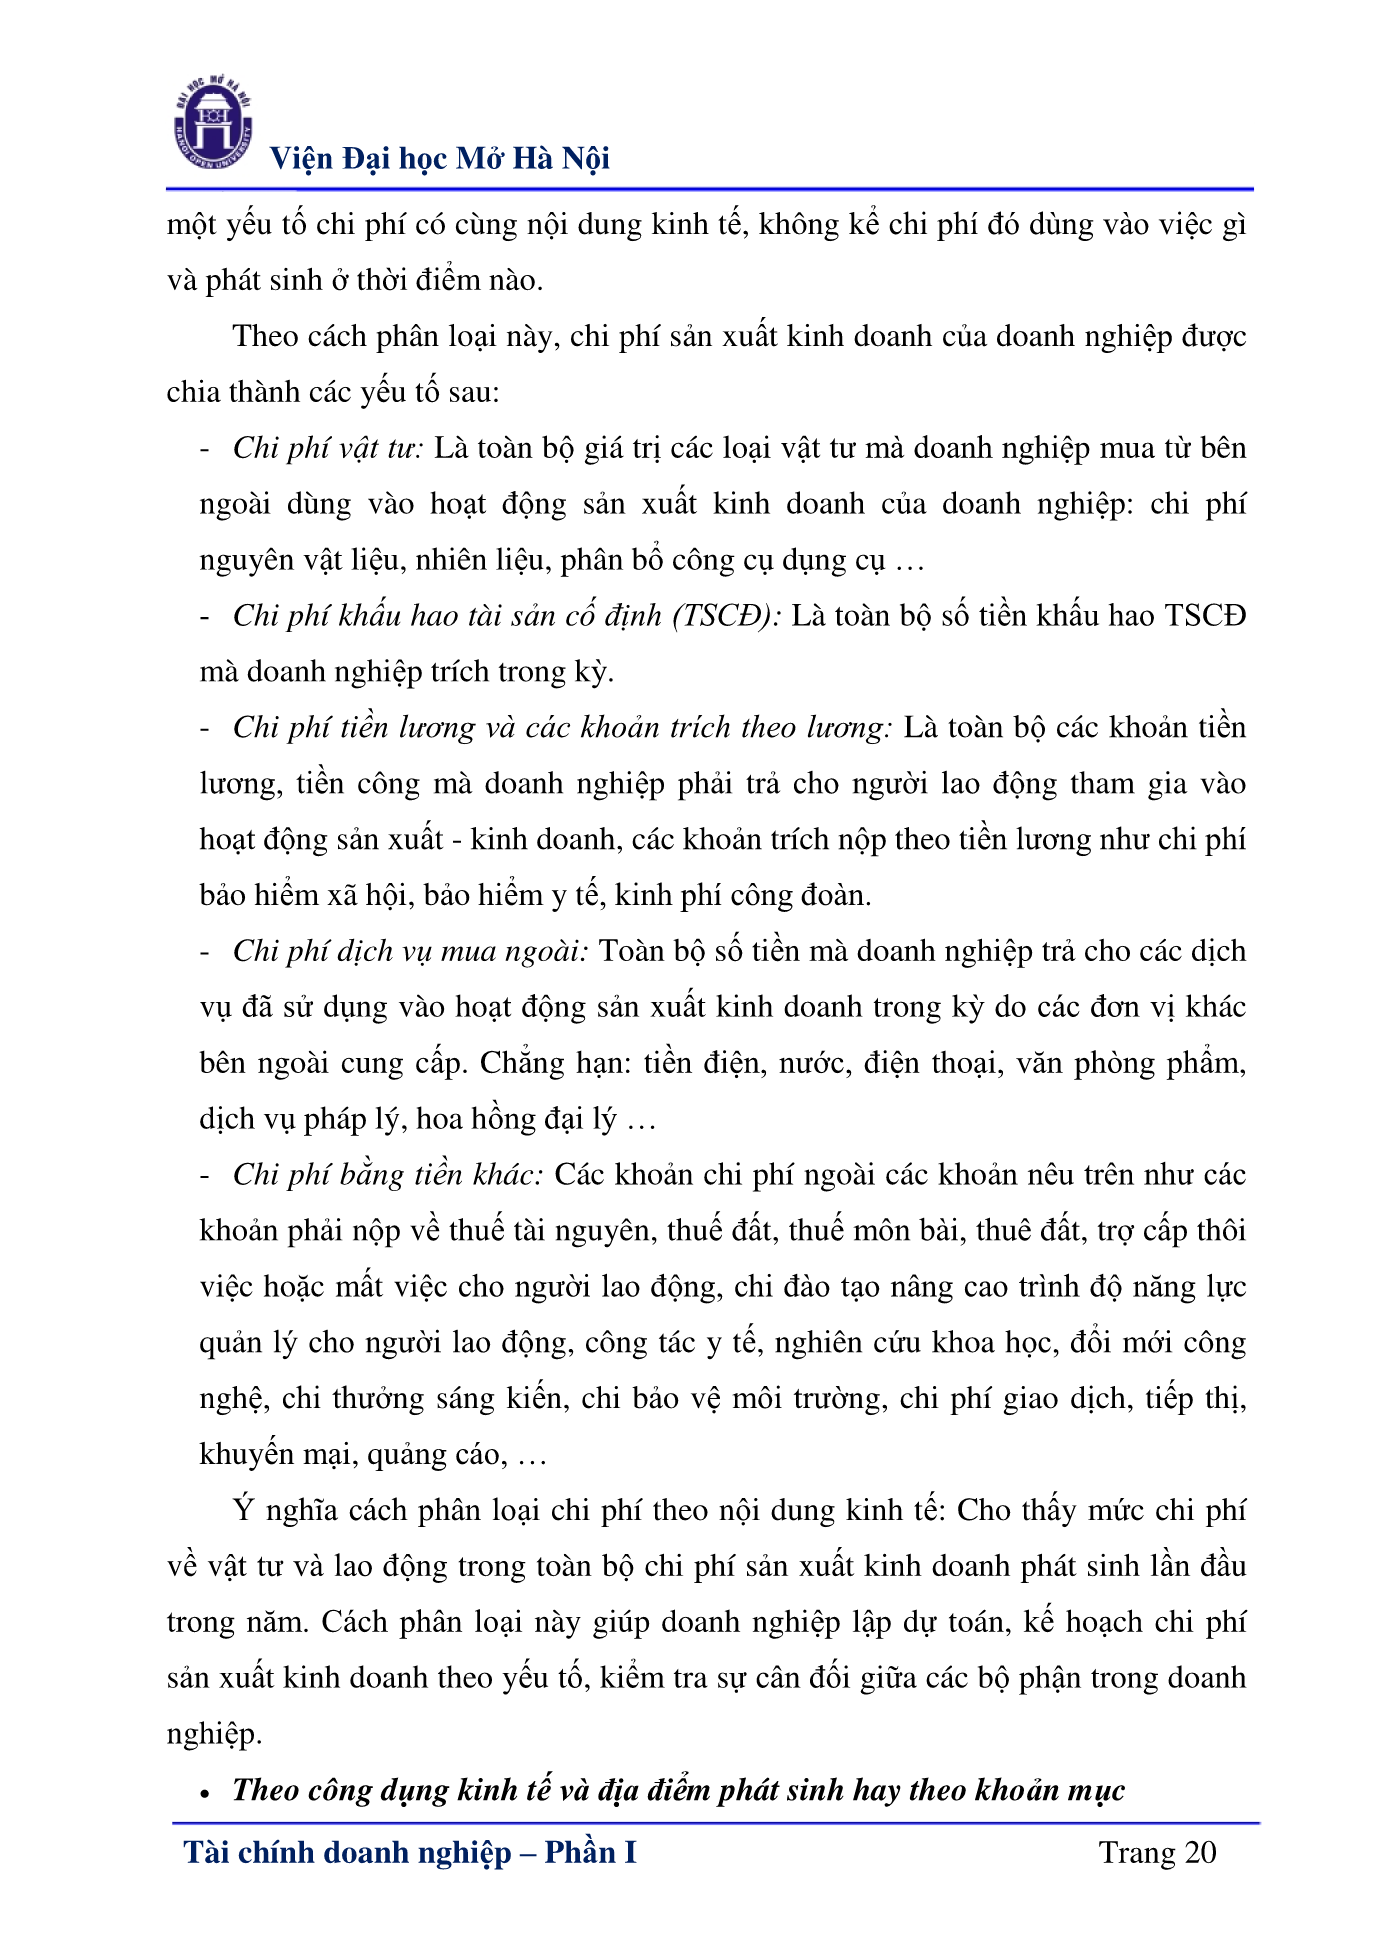 ĐẠI HỌC MỞ HÀ NỘI
HANOI OPEN UNIVERSITY
Viện Đại học Mở Hà Nội
một yếu tố chi phí có cùng nội dung kinh tế, không kể chi phí đó dùng vào việc gì
và phát sinh ở thời điểm nào.
Theo cách phân loại này, chi phí sản xuất kinh doanh của doanh nghiệp được
chia thành các yếu tố sau:
- Chi phí vật tư: Là toàn bộ giá trị các loại vật tư mà doanh nghiệp mua từ bên
ngoài dùng vào hoạt động sản xuất kinh doanh của doanh nghiệp: chi phí
nguyên vật liệu, nhiên liệu, phân bổ công cụ dụng cụ …
- Chi phí khấu hao tài sản cố định (TSCĐ): Là toàn bộ số tiền khấu hao TSCĐ
mà doanh nghiệp trích trong kỳ.
- Chi phí tiền lương và các khoản trích theo lương: Là toàn bộ các khoản tiền
lương, tiền công mà doanh nghiệp phải trả cho người lao động tham gia vào
hoạt động sản xuất - kinh doanh, các khoản trích nộp theo tiền lương như chi phí
bảo hiểm xã hội, bảo hiểm y tế, kinh phí công đoàn.
- Chi phí dịch vụ mua ngoài: Toàn bộ số tiền mà doanh nghiệp trả cho các dịch
vụ đã sử dụng vào hoạt động sản xuất kinh doanh trong kỳ do các đơn vị khác
bên ngoài cung cấp. Chẳng hạn: tiền điện, nước, điện thoại, văn phòng phẩm,
dịch vụ pháp lý, hoa hồng đại lý …
- Chi phí bằng tiền khác: Các khoản chi phí ngoài các khoản nêu trên như các
khoản phải nộp về thuế tài nguyên, thuế đất, thuế môn bài, thuê đất, trợ cấp thôi
việc hoặc mất việc cho người lao động, chi đào tạo nâng cao trình độ năng lực
quản lý cho người lao động, công tác y tế, nghiên cứu khoa học, đổi mới công
nghệ, chi thưởng sáng kiến, chi bảo vệ môi trường, chi phí giao dịch, tiếp thị,
khuyến mại, quảng cáo, …
Ý nghĩa cách phân loại chi phí theo nội dung kinh tế: Cho thấy mức chi phí
về vật tư và lao động trong toàn bộ chi phí sản xuất kinh doanh phát sinh lần đầu
trong năm. Cách phân loại này giúp doanh nghiệp lập dự toán, kế hoạch chi phí
sản xuất kinh doanh theo yếu tố, kiểm tra sự cân đối giữa các bộ phận trong doanh
nghiệp.
• Theo công dụng kinh tế và địa điểm phát sinh hay theo khoản mục
Tài chính doanh nghiệp – Phần I Trang 20